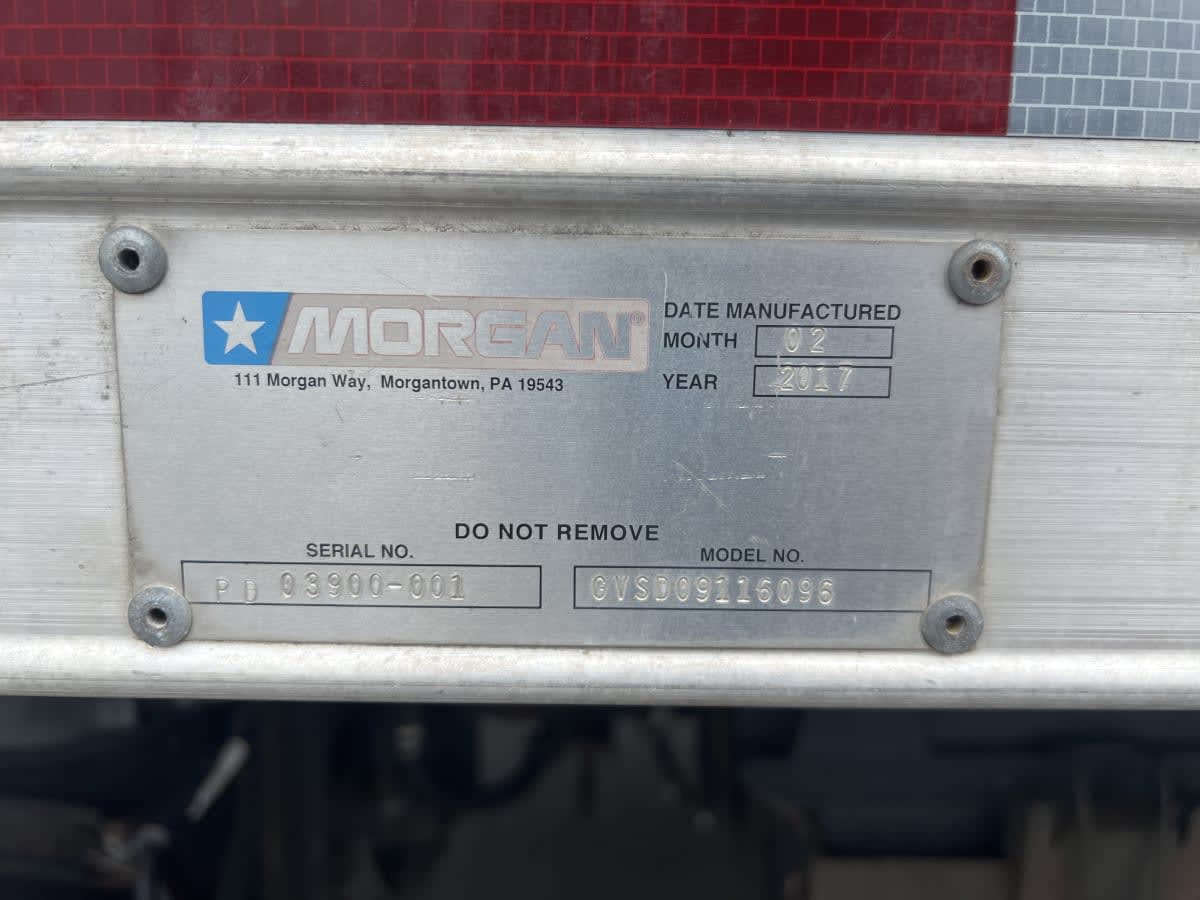 MORGAN®
111 Morgan Way, Morgantown, PA 19543
DATE MANUFACTURED
MONTH 02
YEAR 2017
DO NOT REMOVE
SERIAL NO.
PD 03900-001
MODEL NO.
GVSD09116096